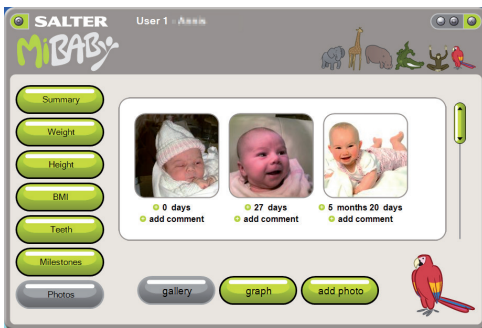 SALTER
User 1 -
MiBABy
Summary
Weight
Height
BMI
Teeth
Milestones
Photos
0 days
27 days
5 months 20 days
add comment
add comment
add comment
gallery
graph
add photo